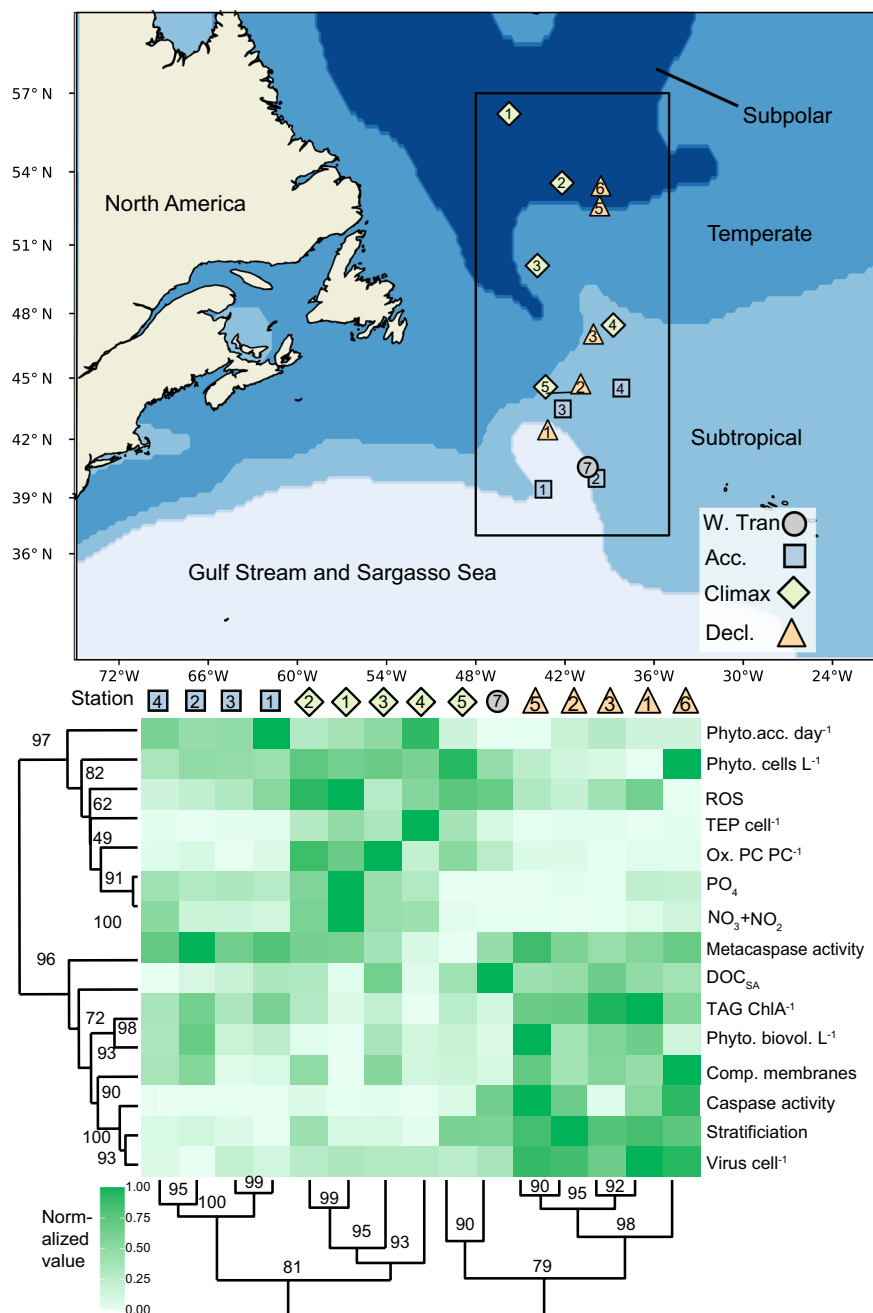 57° N
54° N
51° N
48° N
45° N
42° N
39° N
36° N
North America
Subpolar
Temperate
Subtropical
Gulf Stream and Sargasso Sea
1
2
6
5
3
4
3
5
2
4
3
1
7
2
1
W. Tran
Acc.
Climax
Decl.
72°W 66°W 60°W 54°W 48°W 42°W 36°W 30°W 24°W
Station 4 2 3 1 2 1 3 4 5 7 5 2 3 1 6
Phyto.acc. day-1
Phyto. cells L-1
ROS
TEP cell-1
Ox. PC PC-1
PO4
NO3+NO2
Metacaspase activity
DOCSA
TAG ChlA-1
Phyto. biovol. L-1
Comp. membranes
Caspase activity
Stratificiation
Virus cell-1
97
82
62
49
91
100
96
72
98
93
90
100
93
Norm-
alized
value
1.00
0.75
0.50
0.25
0.00
95 99 99 90 92
100 95 93 90 95 98
81 79